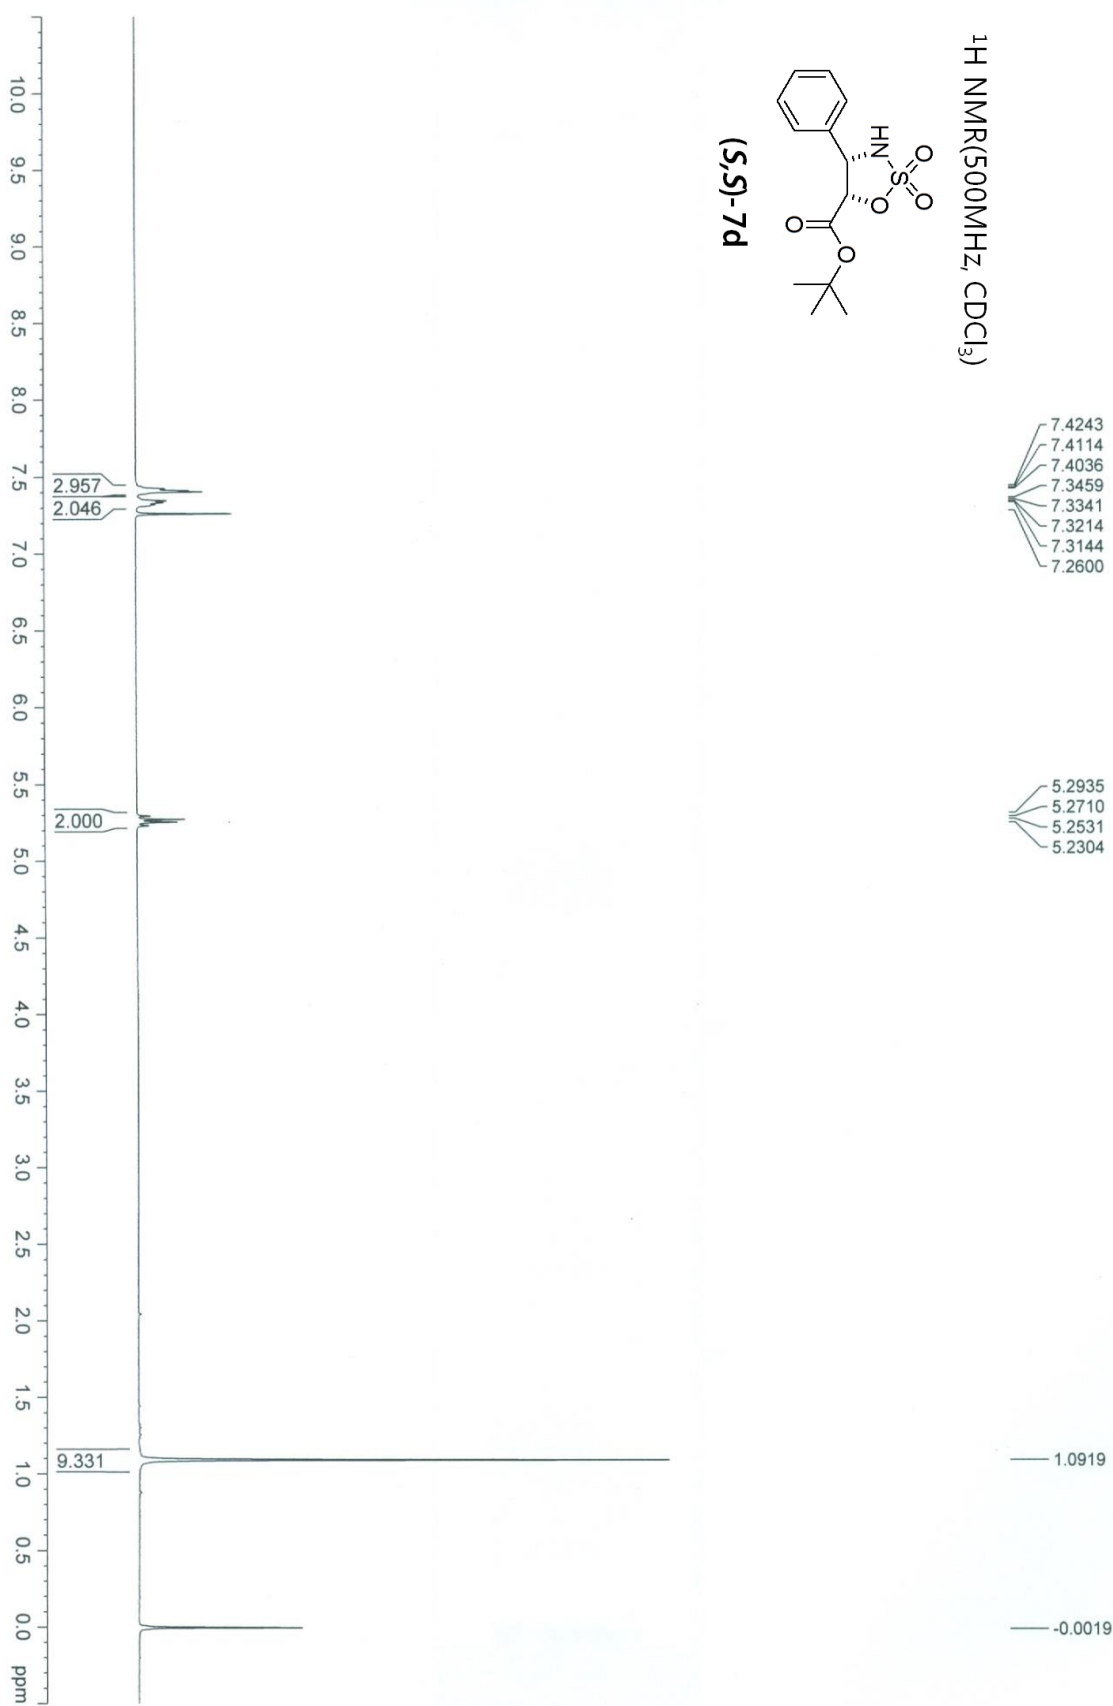 ¹H NMR(500MHz, CDCl₃)
O
O
S
HN
O
O
O
(S,S)-7d
7.4243
7.4114
7.4036
7.3459
7.3341
7.3214
7.3144
7.2600
5.2935
5.2710
5.2531
5.2304
1.0919
-0.0019
2.957
2.046
2.000
9.331
10.0 9.5 9.0 8.5 8.0 7.5 7.0 6.5 6.0 5.5 5.0 4.5 4.0 3.5 3.0 2.5 2.0 1.5 1.0 0.5 0.0 ppm